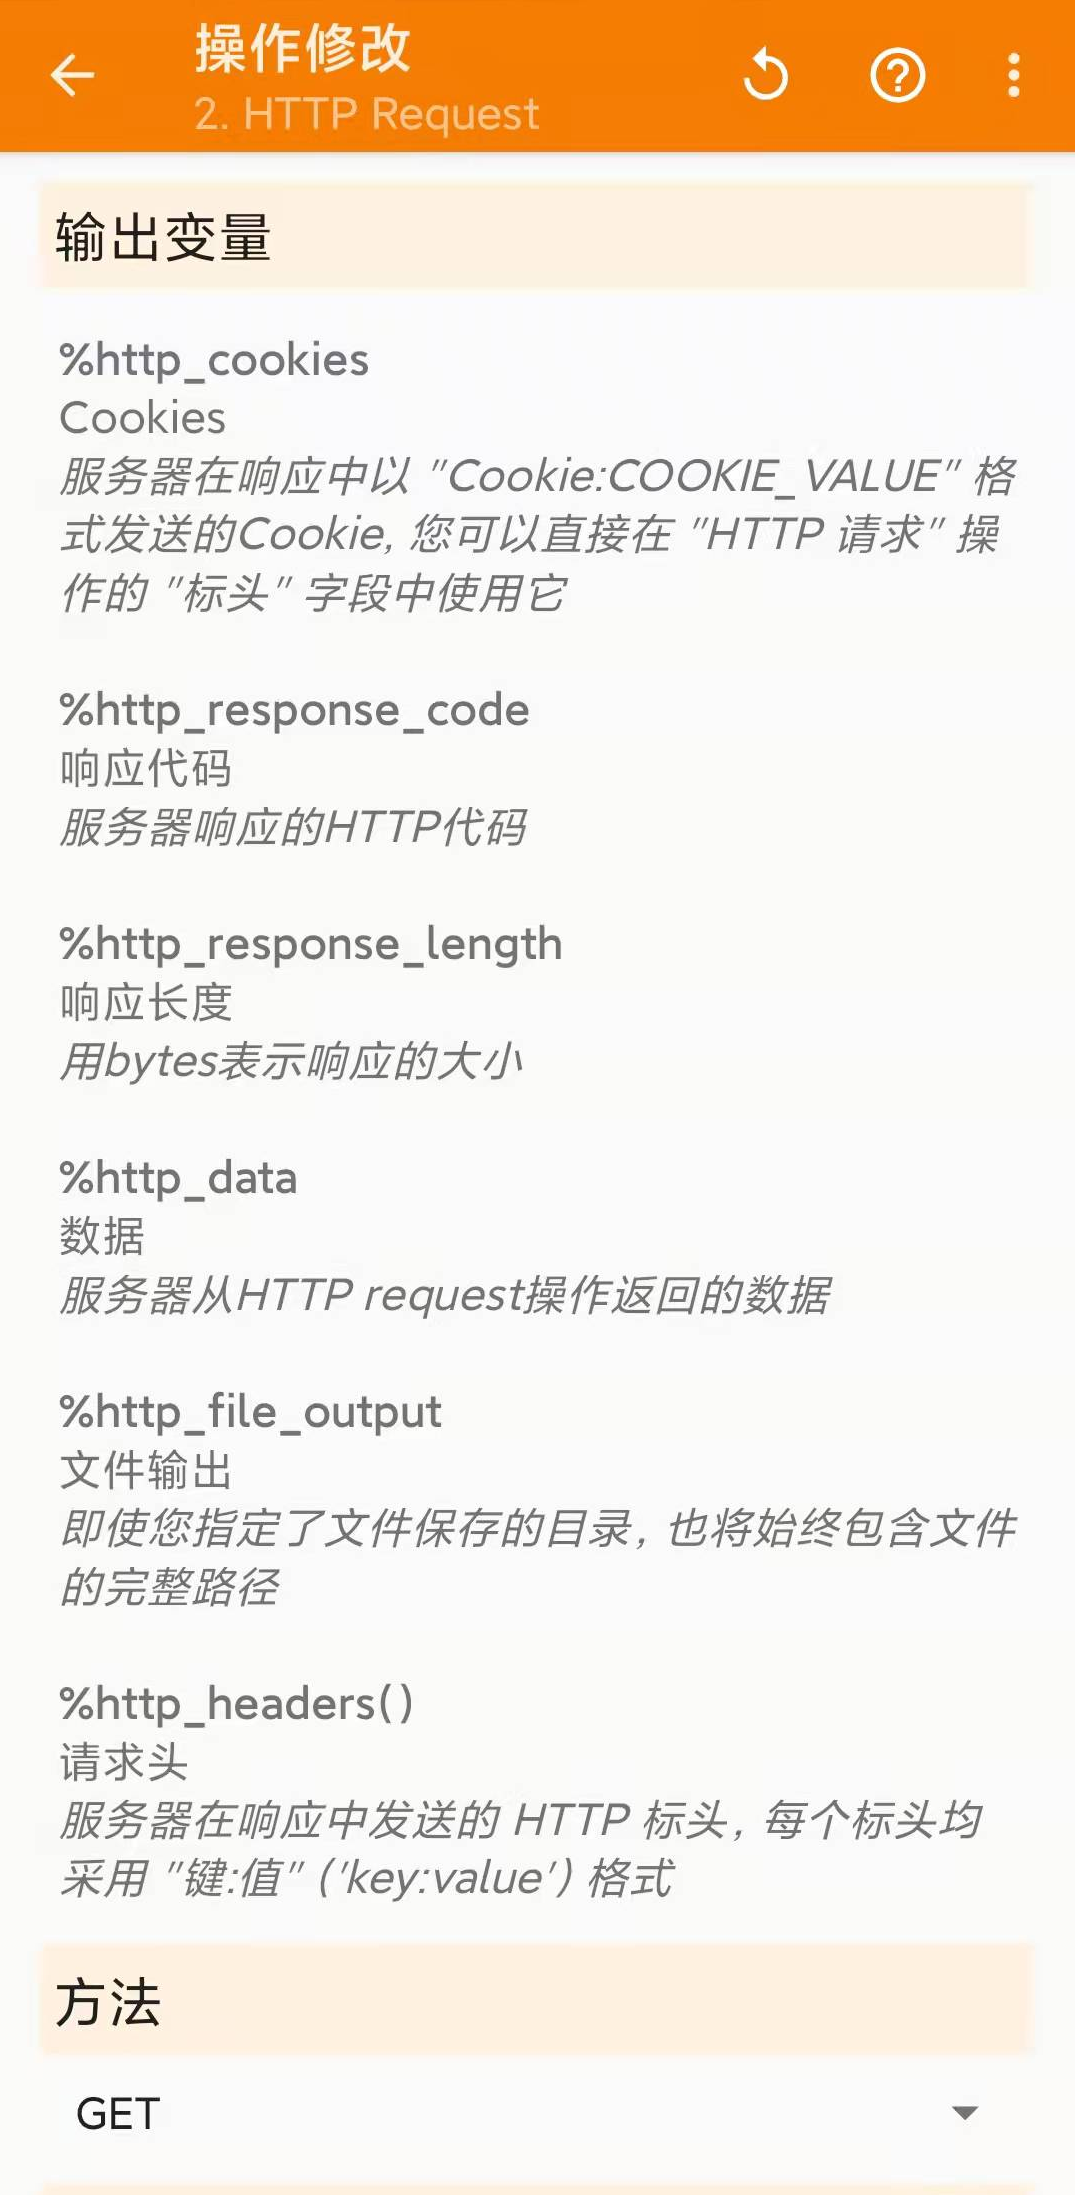 操作修改
2. HTTP Request
输出变量
%http_cookies
Cookies
服务器在响应中以 "Cookie:COOKIE_VALUE" 格
式发送的Cookie, 您可以直接在 "HTTP 请求" 操
作的 "标头" 字段中使用它
%http_response_code
响应代码
服务器响应的HTTP代码
%http_response_length
响应长度
用bytes表示响应的大小
%http_data
数据
服务器从HTTP request操作返回的数据
%http_file_output
文件输出
即使您指定了文件保存的目录, 也将始终包含文件
的完整路径
%http_headers()
请求头
服务器在响应中发送的 HTTP 标头, 每个标头均
采用 "键:值" ('key:value') 格式
方法
GET